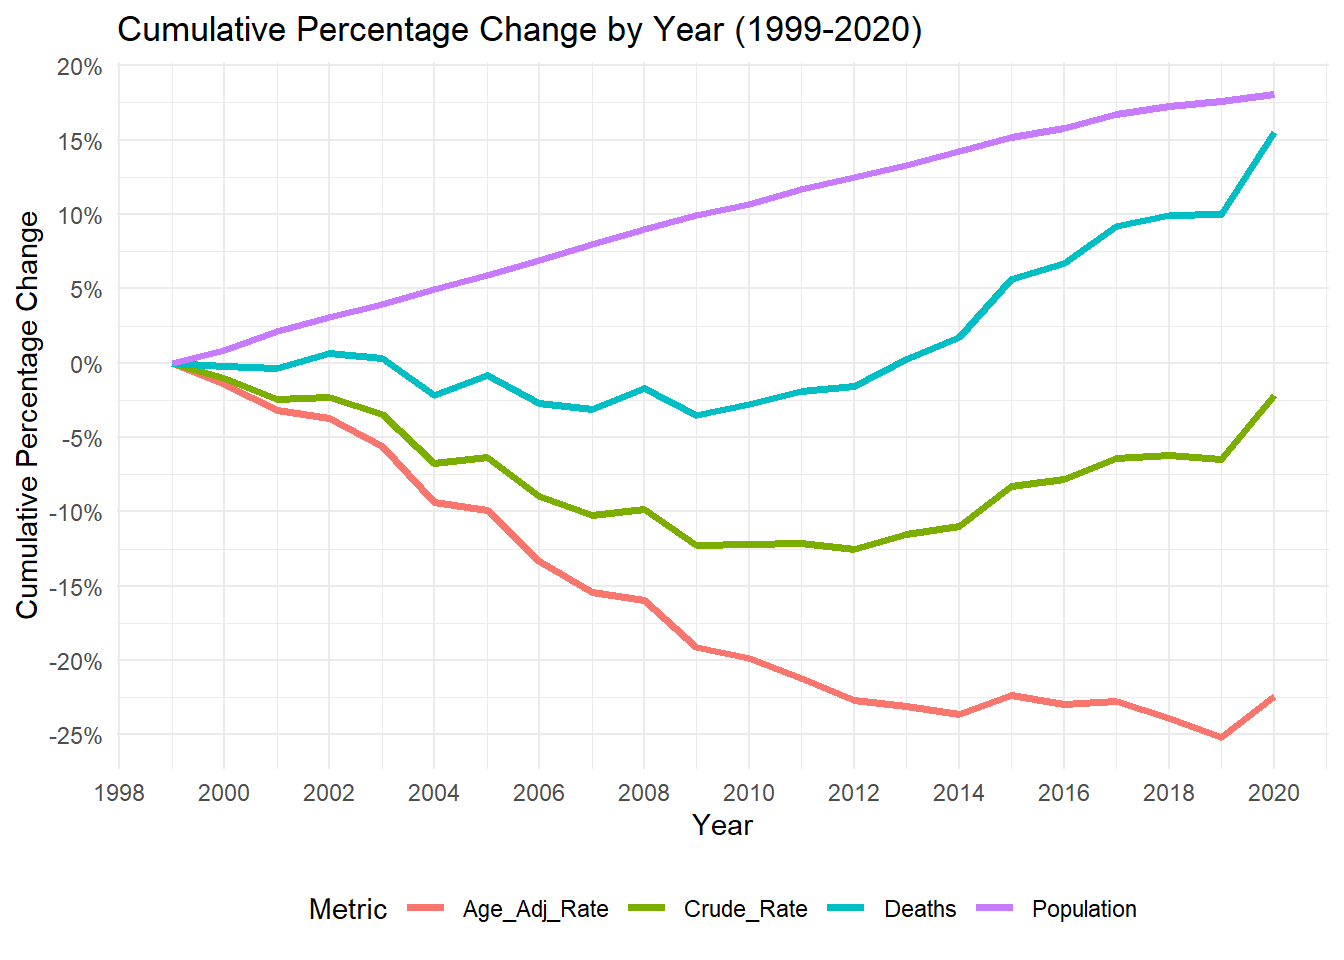 Cumulative Percentage Change by Year (1999-2020)
Cumulative Percentage Change
20%
15%
10%
5%
0%
-5%
-10%
-15%
-20%
-25%
1998 2000 2002 2004 2006 2008 2010 2012 2014 2016 2018 2020
Year
Metric Age_Adj_Rate Crude_Rate Deaths Population